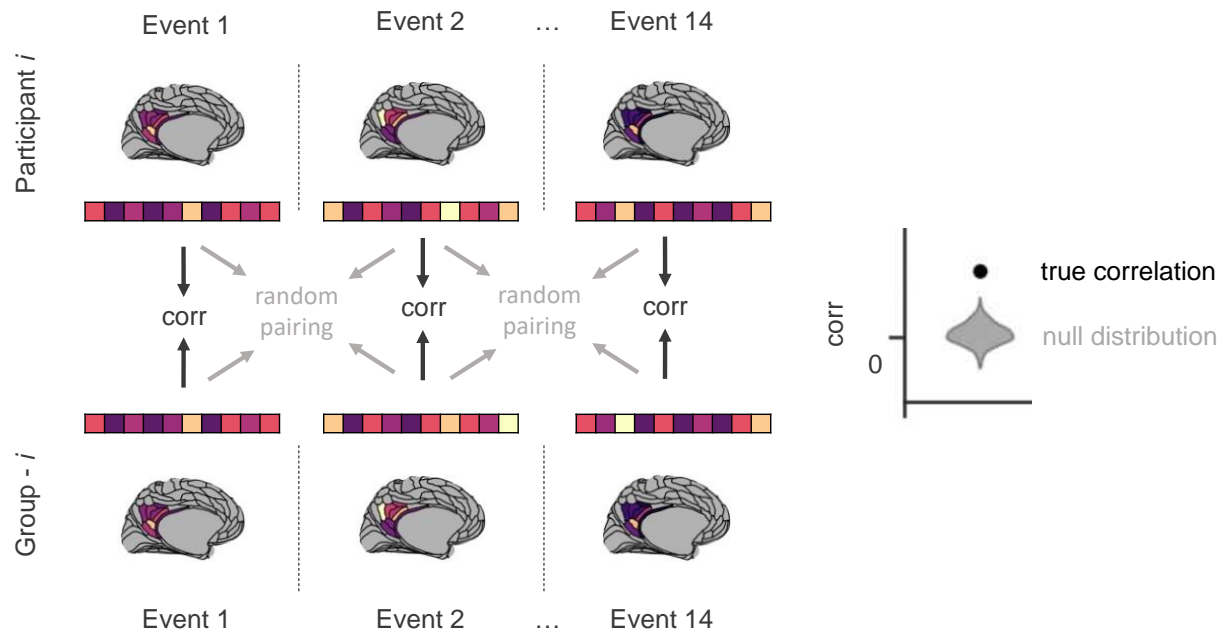 Event 1
Event 2
...
Event 14
Participant i
corr
random
pairing
corr
random
pairing
corr
Group - i
Event 1
Event 2
...
Event 14
corr
0
true correlation
null distribution